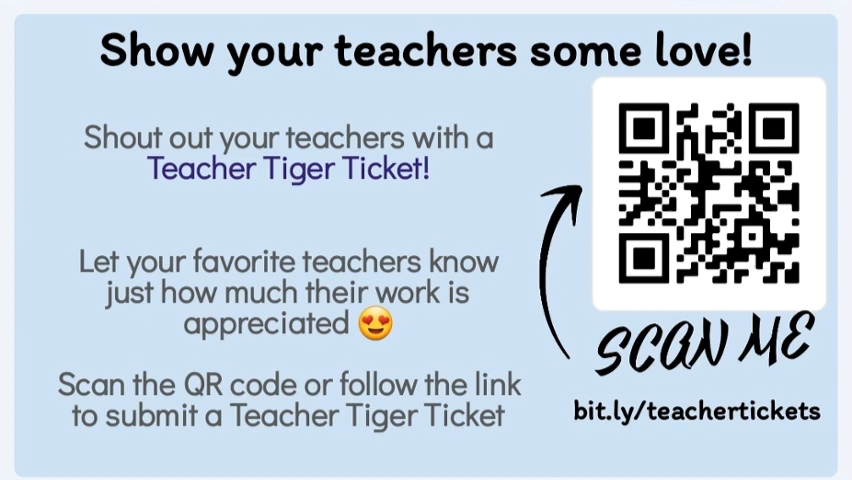 Show your teachers some love!
Shout out your teachers with a
Teacher Tiger Ticket!
Let your favorite teachers know
just how much their work is
appreciated 😍
Scan the QR code or follow the link
to submit a Teacher Tiger Ticket
SCAN ME
bit.ly/teachertickets